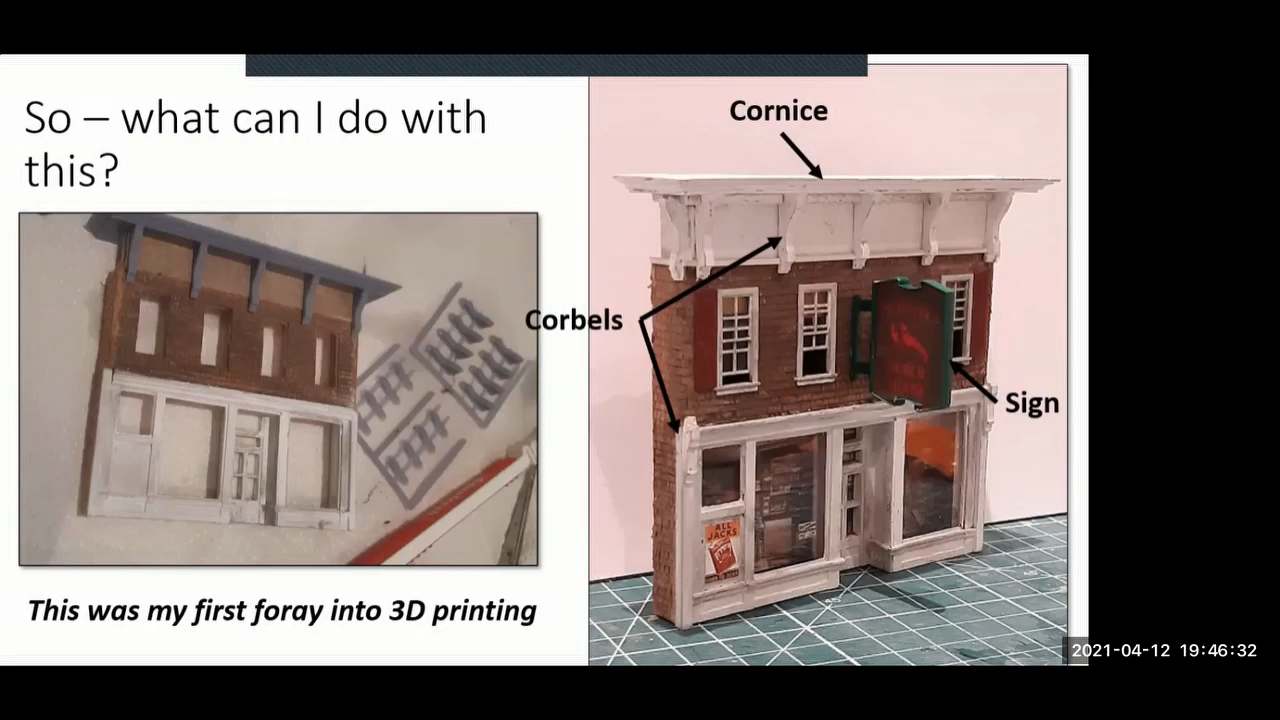 So – what can I do with
this?
Cornice
Corbels
Sign
ALL
JACKS
This was my first foray into 3D printing
2021-04-12 19:46:32